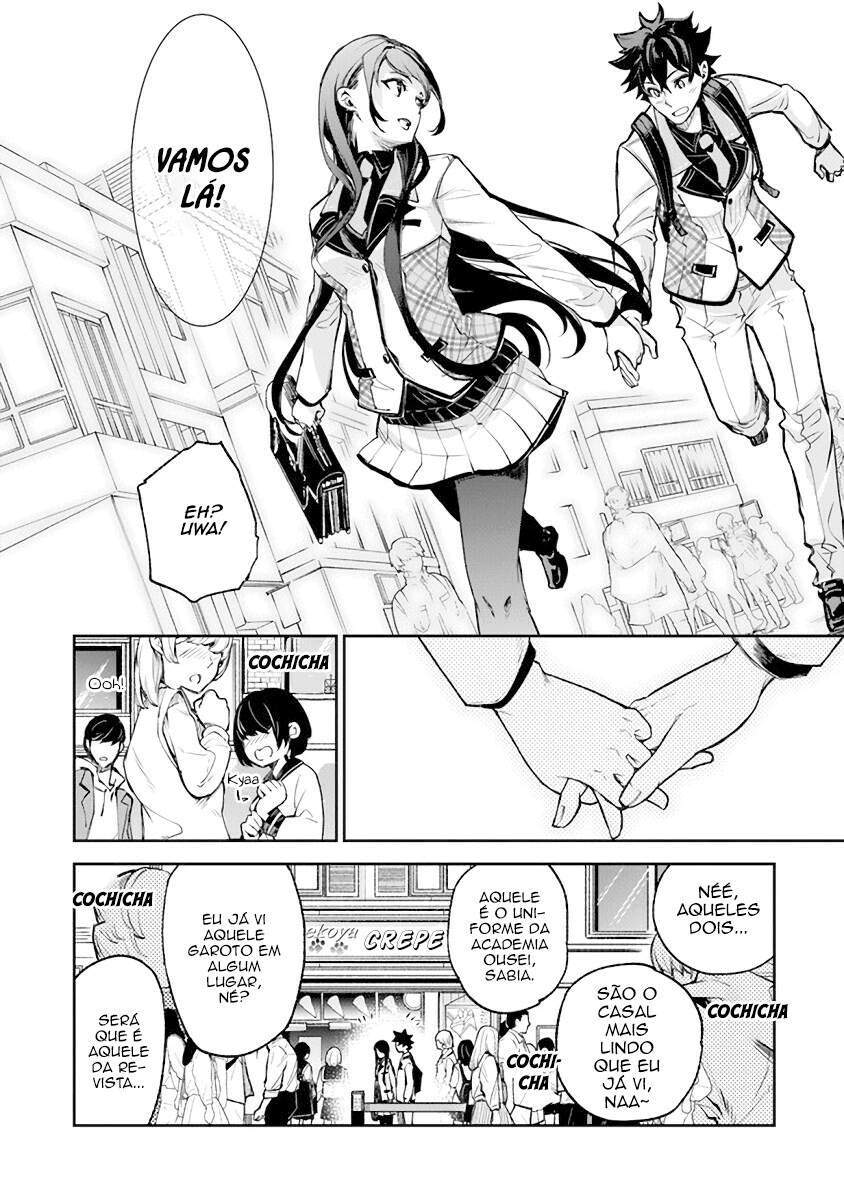 VAMOS
LÁ!
EH?
UWA!
COCHICHA
Ooh!
Kyaa
NÉÉ,
AQUELES
DOIS...
COCHICHA
SÃO O
CASAL
MAIS
LINDO
QUE EU
JÁ VI,
NAA~
AQUELE
É O UNI-
FORME DA
ACADEMIA
OUSEI,
SABIA.
COCHI-
CHA
ekoya
CREPE
EU JÁ VI
AQUELE
GAROTO EM
ALGUM
LUGAR,
NÉ?
COCHICHA
SERÁ
QUE É
AQUELE
DA RE-
VISTA...